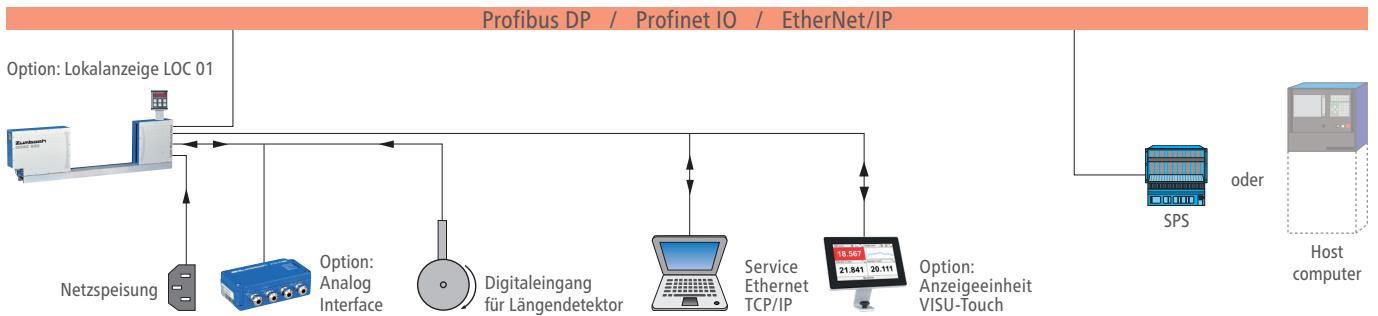 Profibus DP / Profinet IO / EtherNet/IP
Option: Lokalanzeige LOC 01
Zumbach
oder
SPS
Host
computer
Netzspeisung
Option:
Analog
Interface
Digitaleingang
für Längendetektor
Service
Ethernet
TCP/IP
18.567
21.841 20.111
Option:
Anzeigeeinheit
VISU-Touch